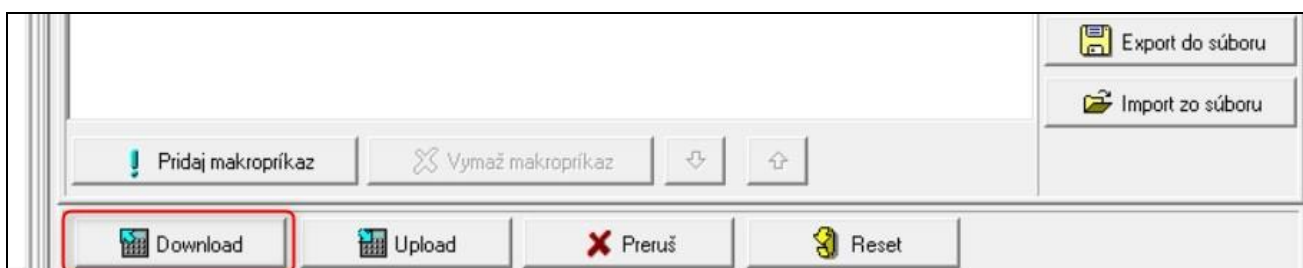 Export do súboru
Import zo súboru
Pridaj makropríkaz Vymaž makropríkaz
Download Upload Preruš Reset